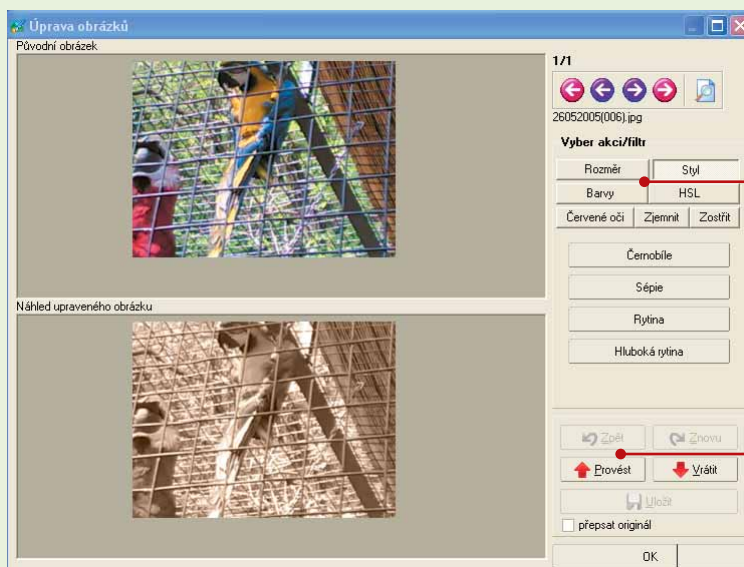 Úprava obrázků
Původní obrázek
1/1
26052005(006).jpg
Vyber akci/filtr
Rozměr Styl
Barvy HSL
Červené oči Zjemnit Zostřit
Černobíle
Sépie
Rytina
Hluboká rytina
Náhled upraveného obrázku
Zpět Znovu
Provést Vrátit
Uložit
přepsat originál
OK